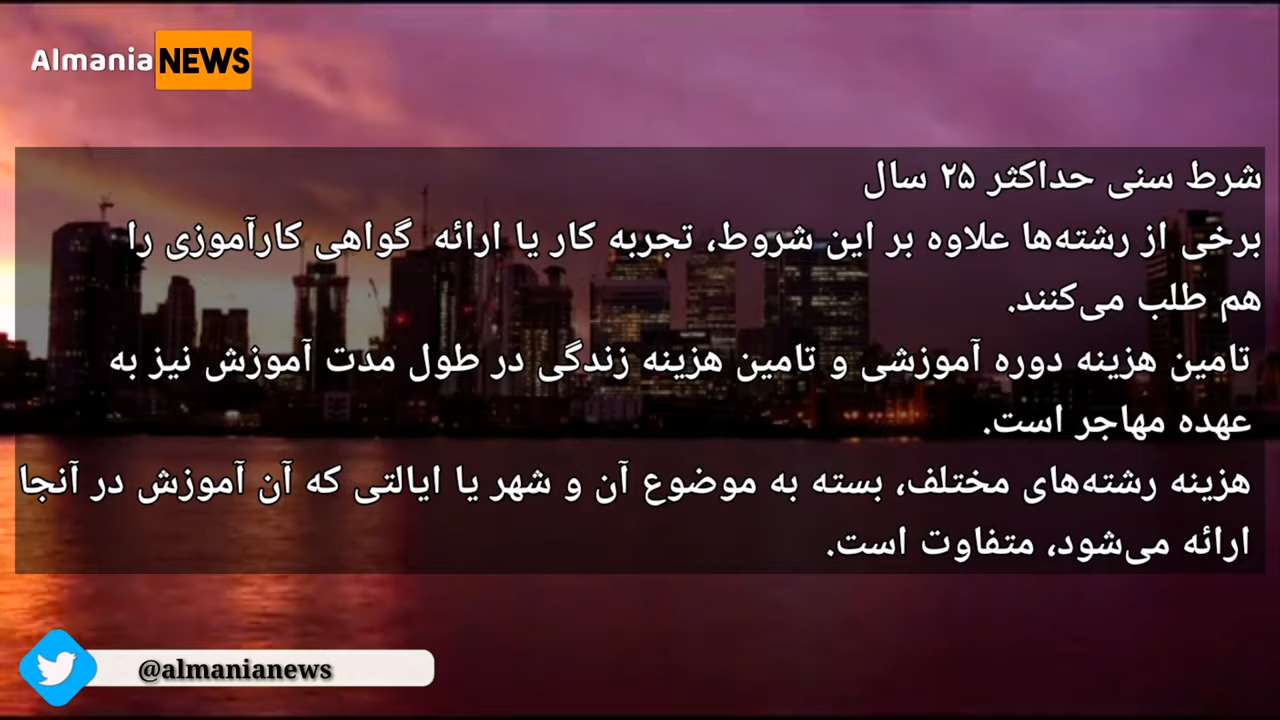 Almania NEWS
شرط سنی حداکثر ۲۵ سال
برخی از رشته‌ها علاوه بر این شروط، تجربه کار یا ارائه گواهی کارآموزی را
هم طلب می‌کنند.
تامین هزینه دوره آموزشی و تامین هزینه زندگی در طول مدت آموزش نیز به
عهده مهاجر است.
هزینه رشته‌های مختلف، بسته به موضوع آن و شهر یا ایالتی که آن آموزش در آنجا
ارائه می‌شود، متفاوت است.
@almanianews